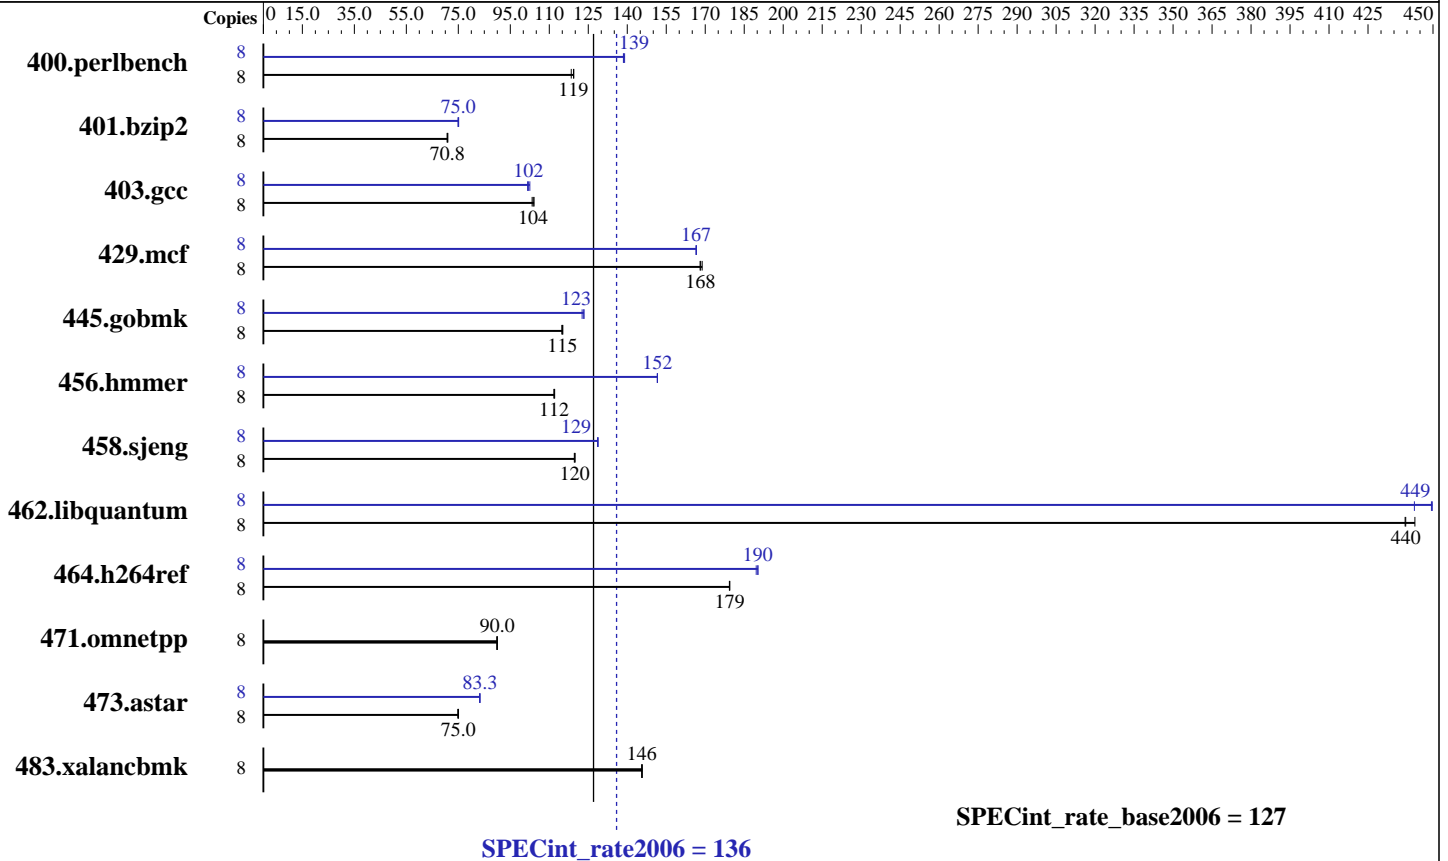 Copies 0 15.0 35.0 55.0 75.0 95.0 110 125 140 155 170 185 200 215 230 245 260 275 290 305 320 335 350 365 380 395 410 425 450
400.perlbench 8 139
8 119
401.bzip2 8 75.0
8 70.8
403.gcc 8 102
8 104
429.mcf 8 167
8 168
445.gobmk 8 123
8 115
456.hmmer 8 152
8 112
458.sjeng 8 129
8 120
462.libquantum 8 449
8 440
464.h264ref 8 190
8 179
471.omnetpp 8 90.0
473.astar 8 83.3
8 75.0
483.xalancbmk 8 146
SPECint_rate_base2006 = 127
SPECint_rate2006 = 136